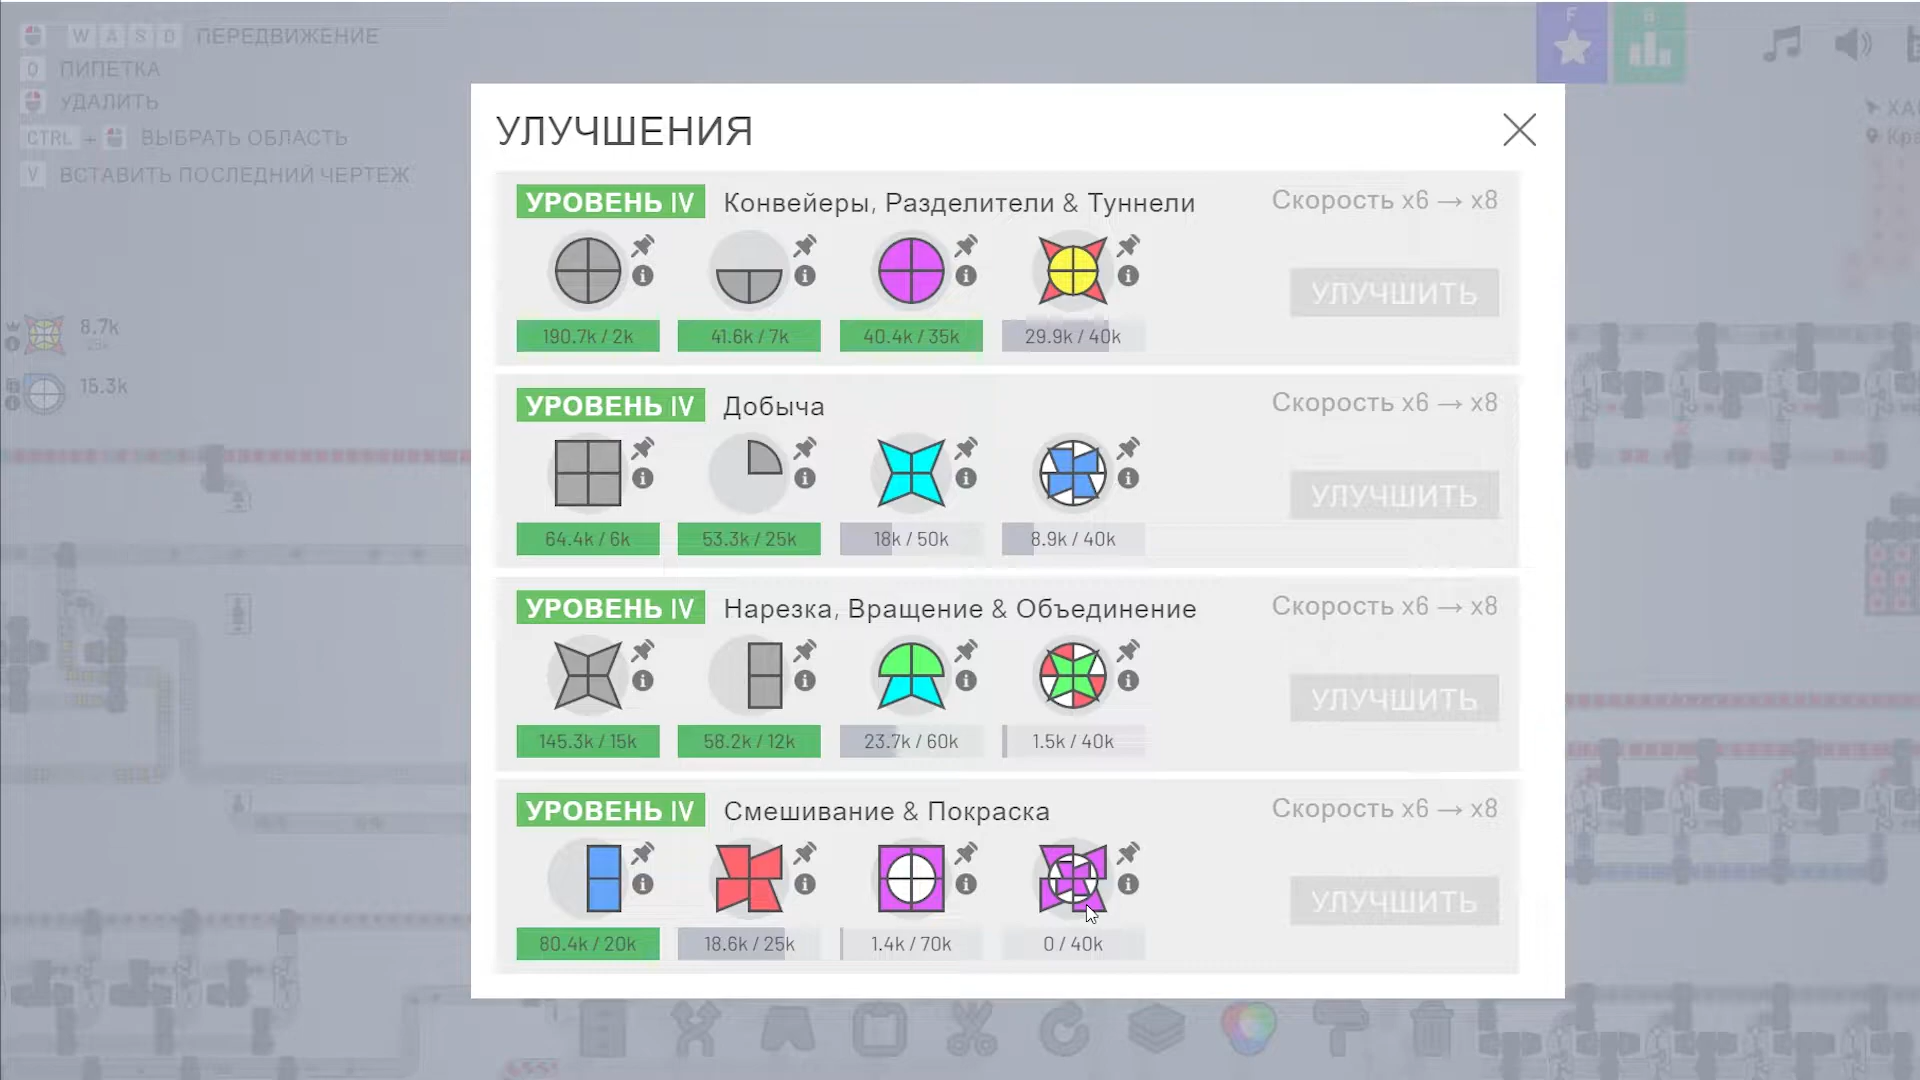 W A S D ПЕРЕДВИЖЕНИЕ
ПИПЕТКА
УДАЛИТЬ
CTRL + ВЫБРАТЬ ОБЛАСТЬ
V ВСТАВИТЬ ПОСЛЕДНИЙ ЧЕРТЕЖ
F
8.7k
15.3k
УЛУЧШЕНИЯ
УРОВЕНЬ IV Конвейеры, Разделители & Туннели Скорость x6 → x8
УЛУЧШИТЬ
190.7k / 2k 41.6k / 7k 40.4k / 35k 29.9k / 40k
УРОВЕНЬ IV Добыча Скорость x6 → x8
УЛУЧШИТЬ
64.4k / 6k 53.3k / 25k 18k / 50k 8.9k / 40k
УРОВЕНЬ IV Нарезка, Вращение & Объединение Скорость x6 → x8
УЛУЧШИТЬ
145.3k / 15k 58.2k / 12k 23.7k / 60k 1.5k / 40k
УРОВЕНЬ IV Смешивание & Покраска Скорость x6 → x8
УЛУЧШИТЬ
80.4k / 20k 18.6k / 25k 1.4k / 70k 0 / 40k